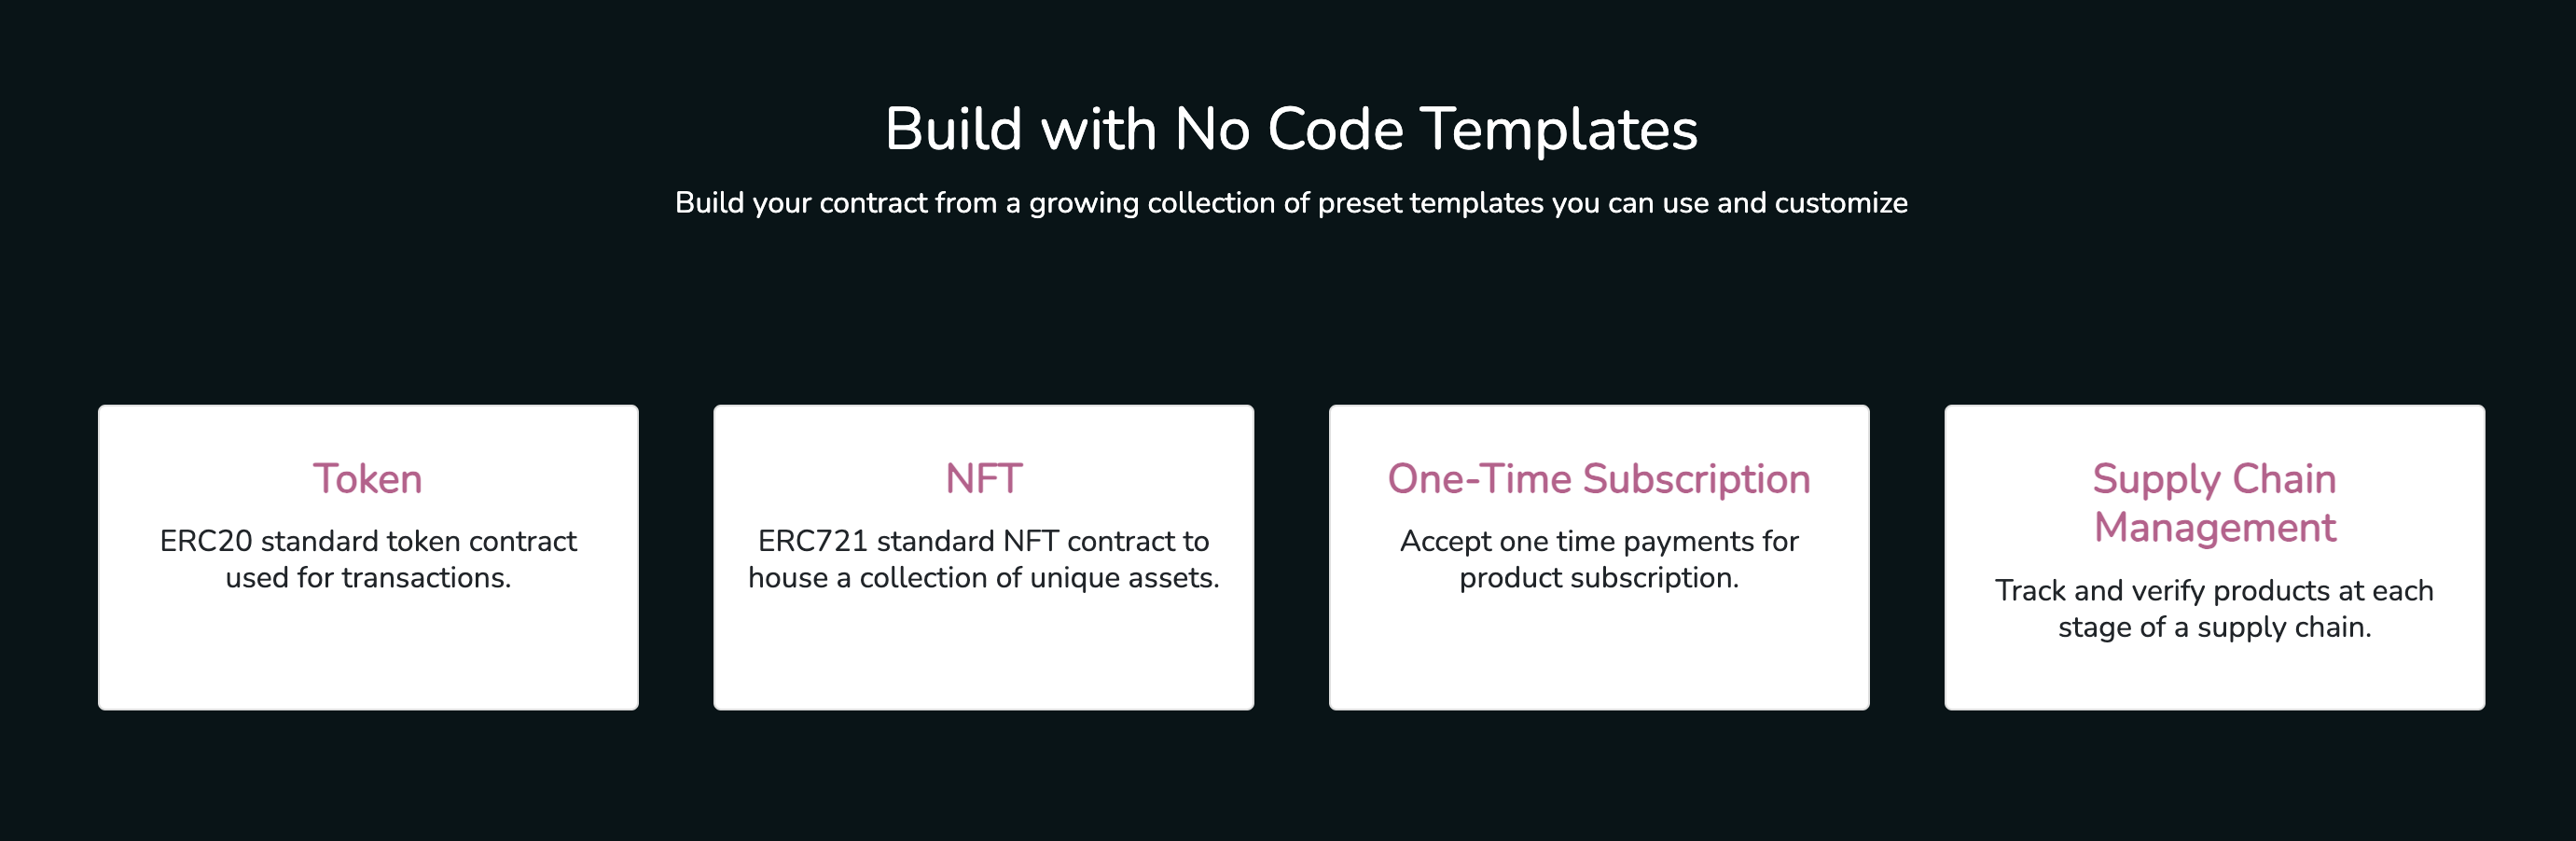 Build with No Code Templates
Build your contract from a growing collection of preset templates you can use and customize
Token
ERC20 standard token contract
used for transactions.
NFT
ERC721 standard NFT contract to
house a collection of unique assets.
One-Time Subscription
Accept one time payments for
product subscription.
Supply Chain
Management
Track and verify products at each
stage of a supply chain.